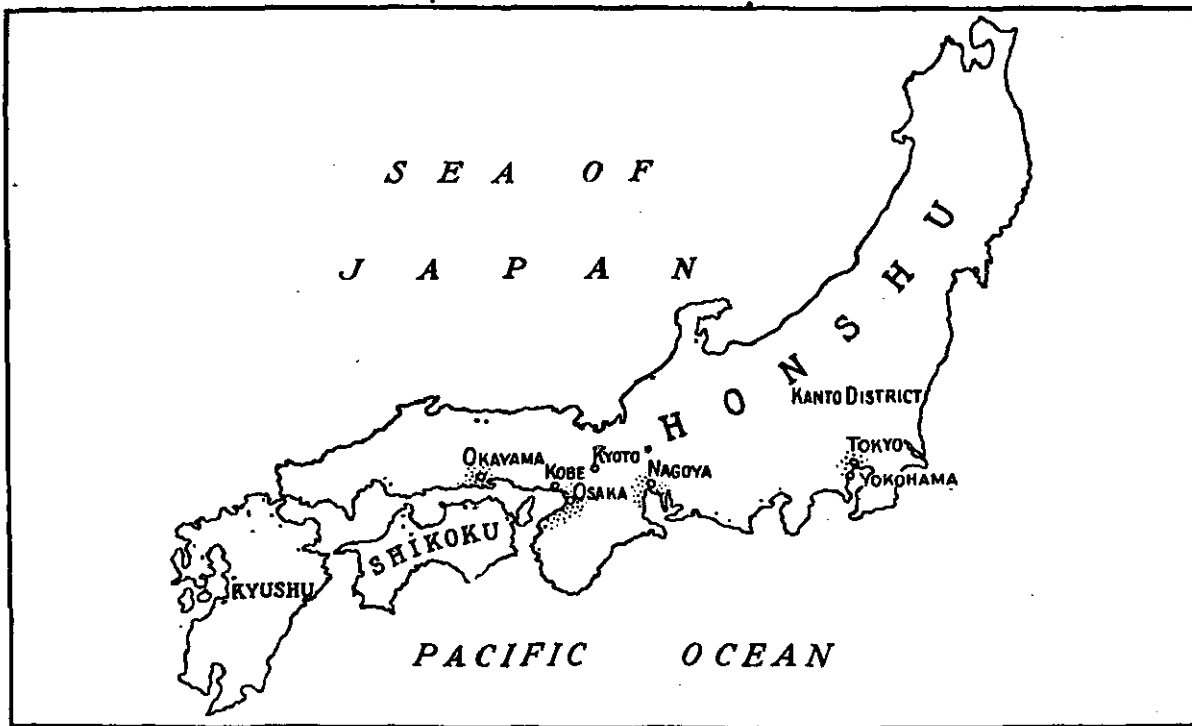 SEA OF
JAPAN
HONSHU
KANTO DISTRICT
TOKYO
YOKOHAMA
OKAYAMA
KOBE
KYOTO
NAGOYA
OSAKA
SHIKOKU
KYUSHU
PACIFIC OCEAN